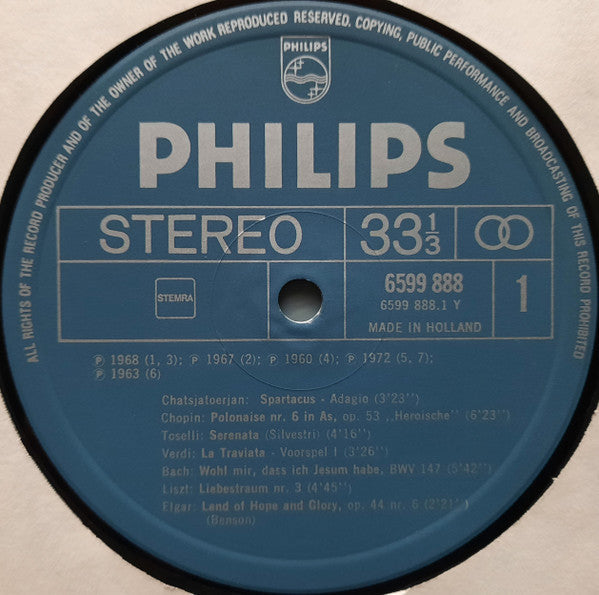 ALL RIGHTS OF THE RECORD PRODUCER AND OF THE OWNER OF THE WORK REPRODUCED RESERVED. COPYING, PUBLIC PERFORMANCE AND BROADCASTING OF THIS RECORD PROHIBITED
PHILIPS
PHILIPS
STEREO 33 1/3
STEMRA 6599 888 1
6599 888.1 Y
MADE IN HOLLAND
℗ 1968 (1, 3); ℗ 1967 (2); ℗ 1960 (4); ℗ 1972 (5, 7);
℗ 1963 (6)
Chatsjatoerjan: Spartacus - Adagio (3'23'')
Chopin: Polonaise nr. 6 in As, op. 53 ,,Heroische'' (6'23'')
Toselli: Serenata (Silvestri) (4'16'')
Verdi: La Traviata - Voorspel I (3'26'')
Bach: Wohl mir, dass ich Jesum habe, BWV 147 (5'42'')
Liszt: Liebestraum nr. 3 (4'45'')
Elgar: Land of Hope and Glory, op. 44 nr. 6 (2'21'')
(Benson)